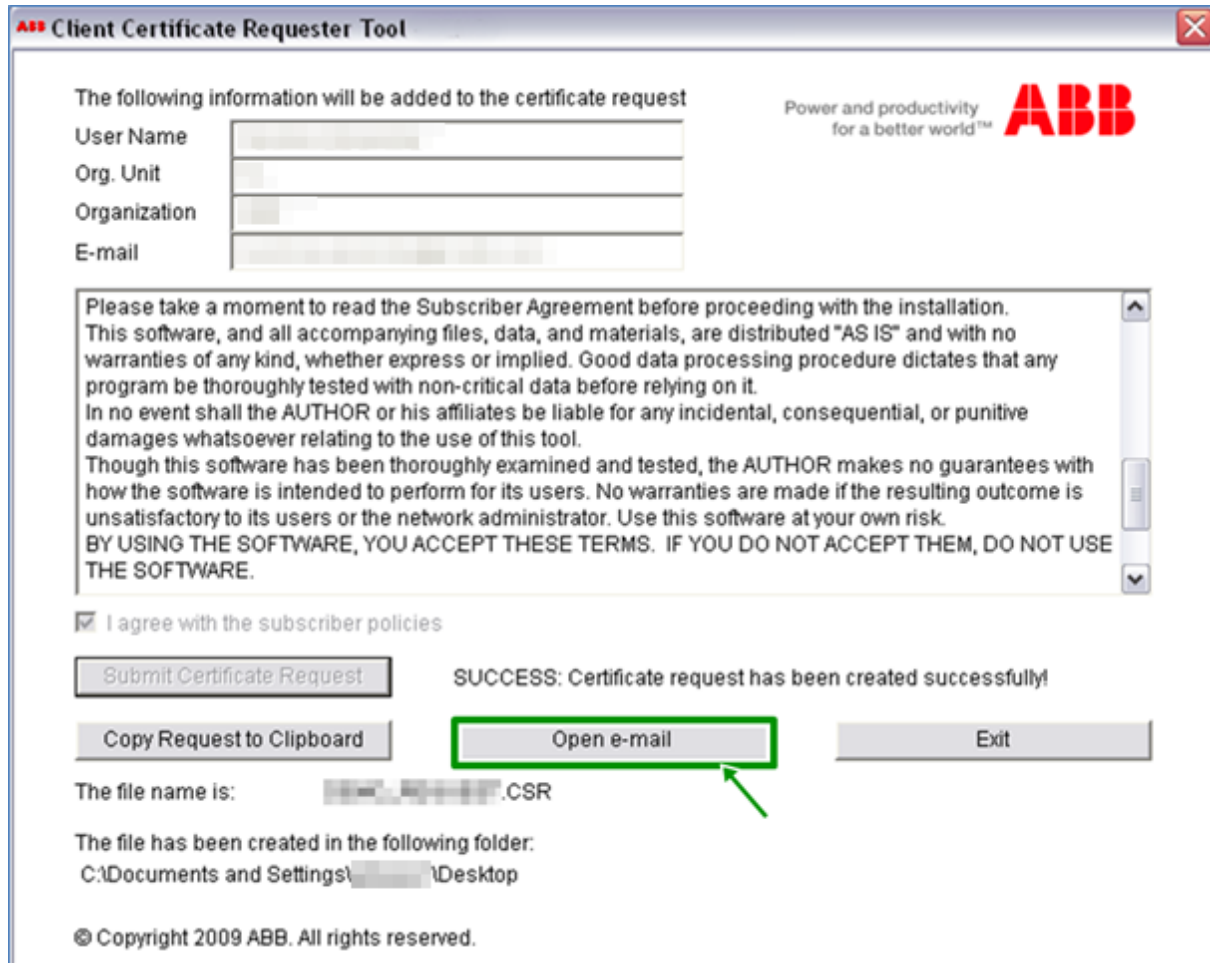 ABB Client Certificate Requester Tool
The following information will be added to the certificate request
Power and productivity
for a better world™
ABB
User Name
Org. Unit
Organization
E-mail
Please take a moment to read the Subscriber Agreement before proceeding with the installation.
This software, and all accompanying files, data, and materials, are distributed "AS IS" and with no
warranties of any kind, whether express or implied. Good data processing procedure dictates that any
program be thoroughly tested with non-critical data before relying on it.
In no event shall the AUTHOR or his affiliates be liable for any incidental, consequential, or punitive
damages whatsoever relating to the use of this tool.
Though this software has been thoroughly examined and tested, the AUTHOR makes no guarantees with
how the software is intended to perform for its users. No warranties are made if the resulting outcome is
unsatisfactory to its users or the network administrator. Use this software at your own risk.
BY USING THE SOFTWARE, YOU ACCEPT THESE TERMS. IF YOU DO NOT ACCEPT THEM, DO NOT USE
THE SOFTWARE.
I agree with the subscriber policies
Submit Certificate Request
SUCCESS: Certificate request has been created successfully!
Copy Request to Clipboard
Open e-mail
Exit
The file name is: .CSR
The file has been created in the following folder:
C:\Documents and Settings\ \Desktop
© Copyright 2009 ABB. All rights reserved.